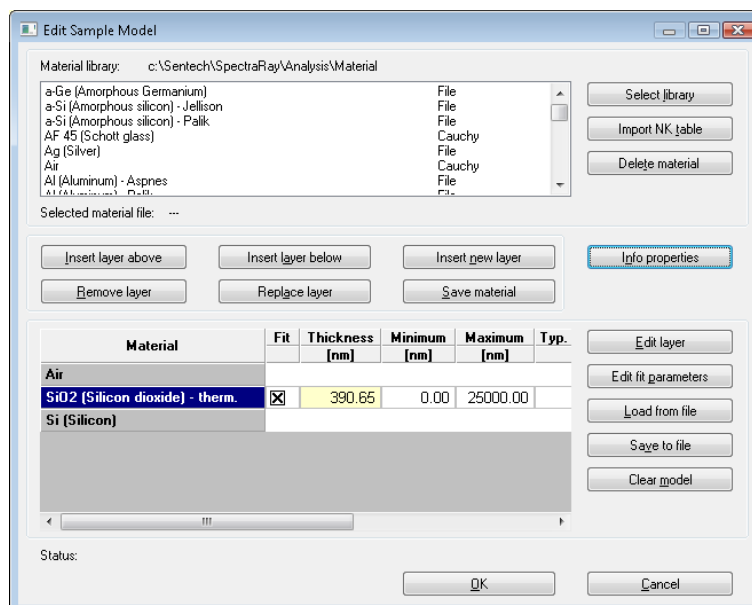 Edit Sample Model
Material library: c:\Sentech\SpectraRay\Analysis\Material
a-Ge (Amorphous Germanium) File
a-Si (Amorphous silicon) - Jellison File
a-Si (Amorphous silicon) - Palik File
AF 45 (Schott glass) Cauchy
Ag (Silver) File
Air Cauchy
Al (Aluminum) - Aspnes File
Al (Aluminum) - Palik File
Selected material file: ---
Select library
Import NK table
Delete material
Insert layer above Insert layer below Insert new layer Info properties
Remove layer Replace layer Save material
Material Fit Thickness Minimum Maximum Typ.
[nm] [nm] [nm]
Air
SiO2 (Silicon dioxide) - therm. 390.65 0.00 25000.00
Si (Silicon)
Edit layer
Edit fit parameters
Load from file
Save to file
Clear model
Status:
OK Cancel